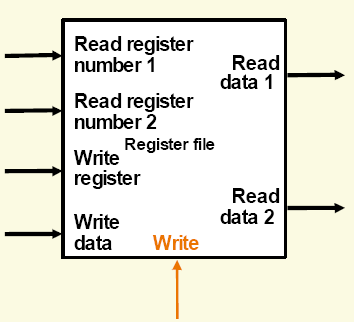 Read register
number 1
Read
data 1
Read register
number 2
Register file
Write
register
Read
data 2
Write
data
Write